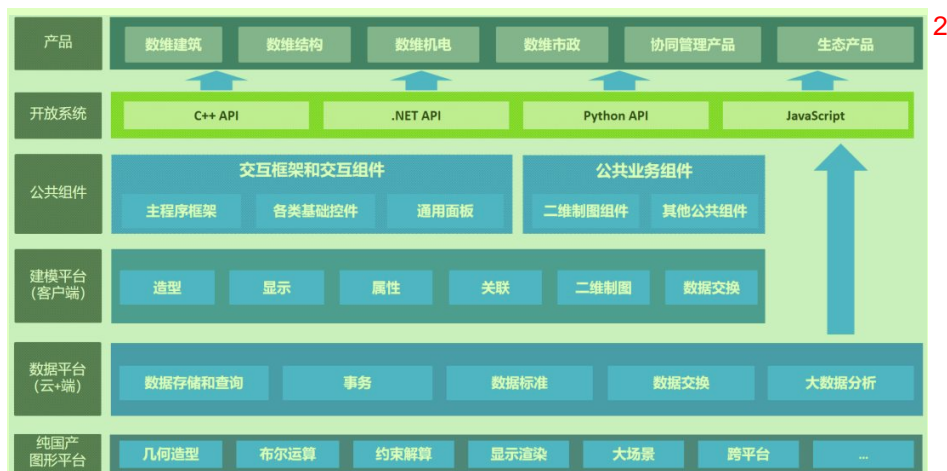 2
产品
数维建筑 数维结构 数维机电 数维市政 协同管理产品 生态产品
开放系统
C++ API .NET API Python API JavaScript
公共组件
交互框架和交互组件
主程序框架 各类基础控件 通用面板
公共业务组件
二维制图组件 其他公共组件
建模平台
(客户端)
造型 显示 属性 关联 二维制图 数据交换
数据平台
(云+端)
数据存储和查询 事务 数据标准 数据交换 大数据分析
纯国产
图形平台
几何造型 布尔运算 约束解算 显示渲染 大场景 跨平台 ...